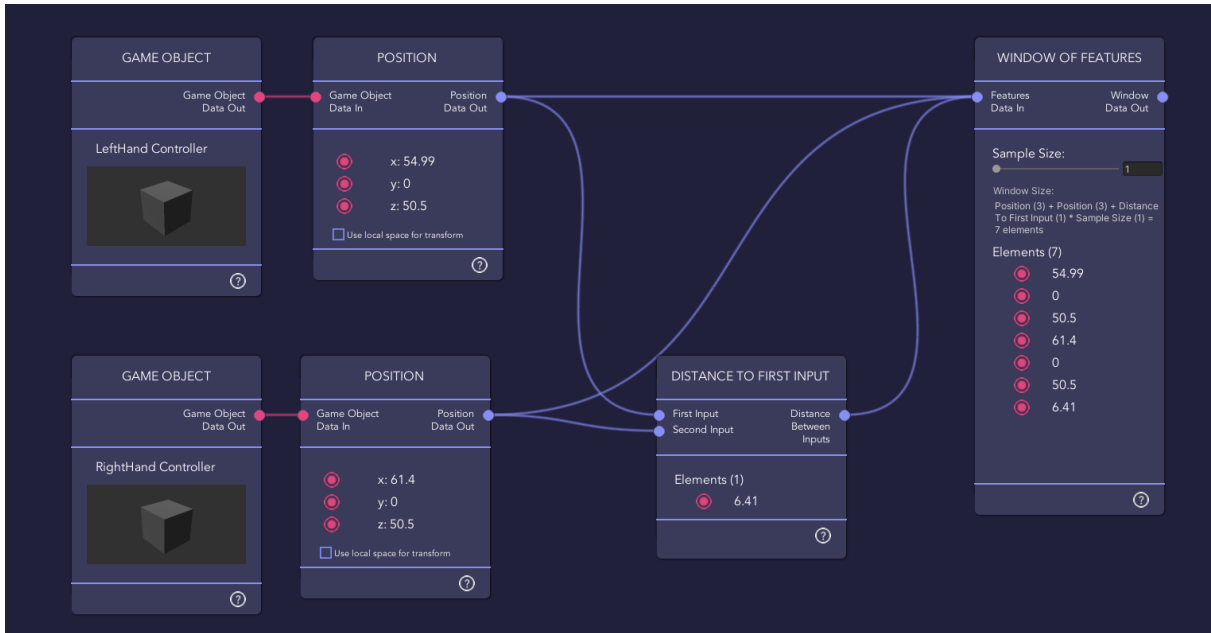 GAME OBJECT
Game Object
Data Out
LeftHand Controller
?
POSITION
Game Object
Data In
Position
Data Out
x: 54.99
y: 0
z: 50.5
Use local space for transform
?
WINDOW OF FEATURES
Features
Data In
Window
Data Out
Sample Size:
1
Window Size:
Position (3) + Position (3) + Distance
To First Input (1) * Sample Size (1) =
7 elements
Elements (7)
54.99
0
50.5
61.4
0
50.5
6.41
?
GAME OBJECT
Game Object
Data Out
RightHand Controller
?
POSITION
Game Object
Data In
Position
Data Out
x: 61.4
y: 0
z: 50.5
Use local space for transform
?
DISTANCE TO FIRST INPUT
First Input
Second Input
Distance
Between
Inputs
Elements (1)
6.41
?